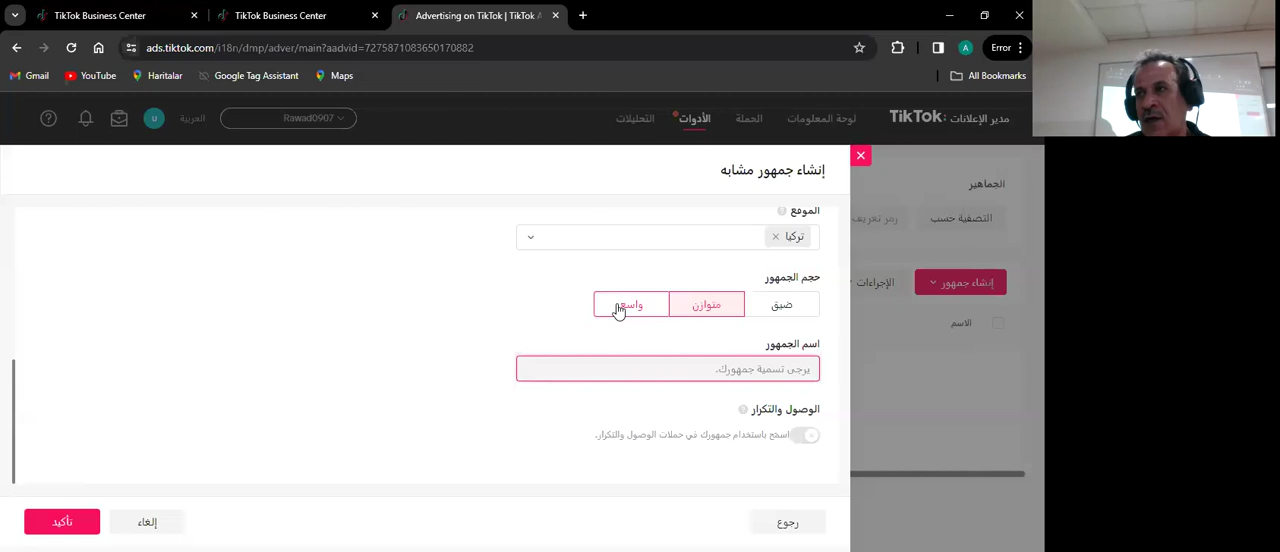 TikTok Business Center
TikTok Business Center
Advertising on TikTok | TikTok A
ads.tiktok.com/i18n/dmp/adver/main?aadvid=7275871083650170882
A
Error
Gmail
YouTube
Haritalar
Google Tag Assistant
Maps
All Bookmarks
TikTok: مدير الإعلانات
لوحة المعلومات
الحملة
الأدوات
التحليلات
Rawad0907
العربية
U
إنشاء جمهور مشابه
الجماهير
الموقع
التصفية حسب
رمز تعريف
تركيا
حجم الجمهور
إنشاء جمهور
الإجراءات
ضيق
متوازن
واسع
الاسم
اسم الجمهور
يرجى تسمية جمهورك.
الوصول والتكرار
اسمح باستخدام جمهورك في حملات الوصول والتكرار.
رجوع
إلغاء
تأكيد